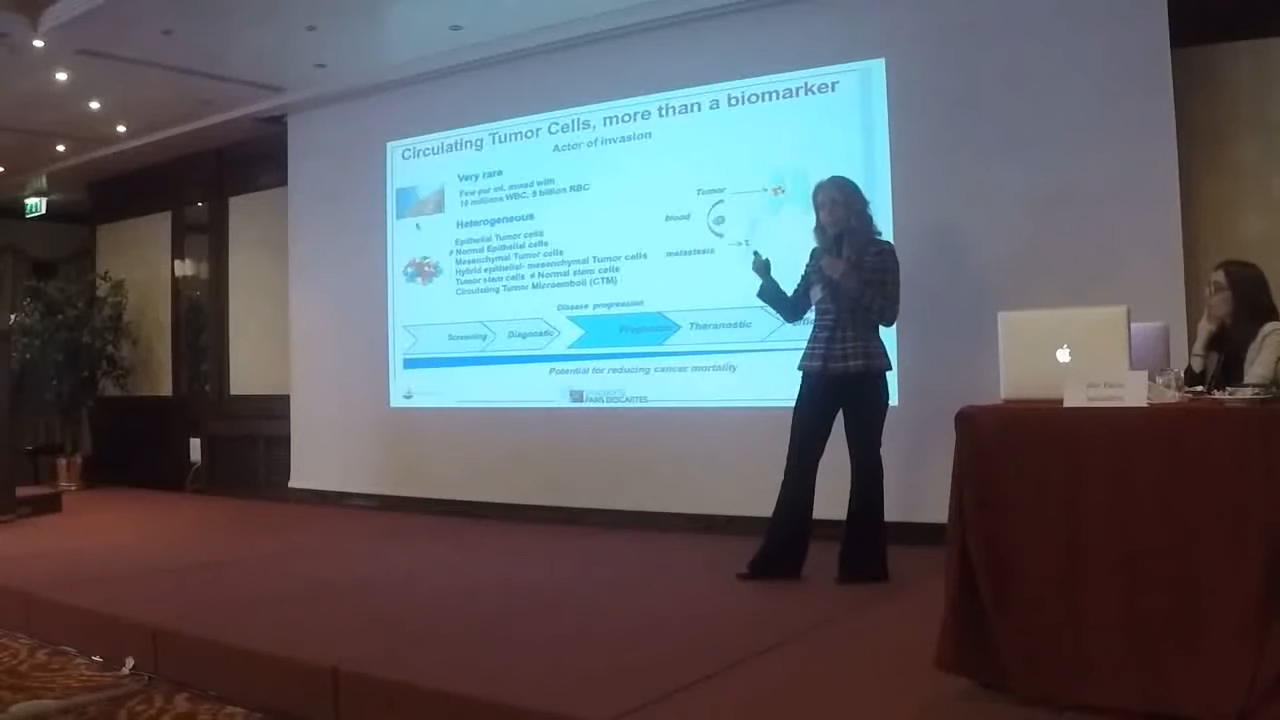 Circulating Tumor Cells, more than a biomarker
Actor of invasion
Very rare
Few per ml, mixed with
10 millions WBC, 5 billion RBC
Heterogeneous
Epithelial Tumor cells
≠ Normal Epithelial cells
Mesenchymal Tumor cells
Hybrid epithelial- mesenchymal Tumor cells
Tumor stem cells ≠ Normal stem cells
Circulating Tumor Microemboli (CTM)
Tumor
blood
metastasis
Disease progression
Screening
Diagnostic
Prognostic
Theranostic
Potential for reducing cancer mortality
PARIS DESCARTES